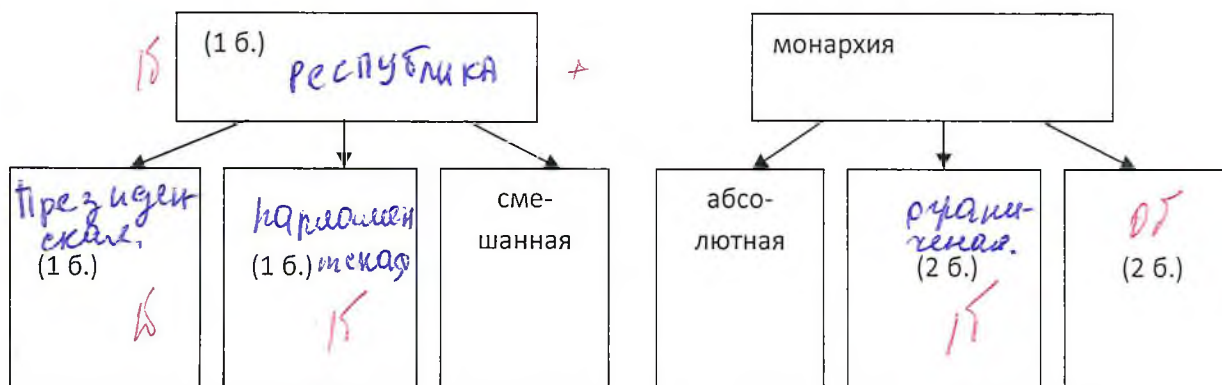 1б
(1 б.)
республика
+
монархия
Президен
ская.
(1 б.)
1б
парламен
(1 б.) тская
1б
сме-
шанная
абсо-
лютная
ограни-
ченая.
(2 б.)
1б
0б
(2 б.)